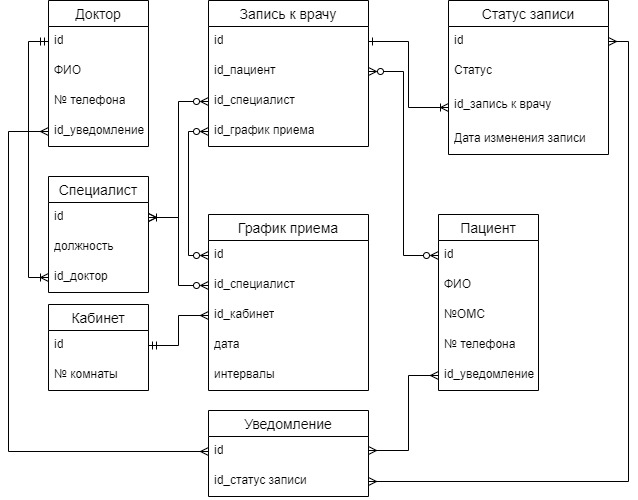 Доктор
id
ФИО
№ телефона
id_уведомление
Запись к врачу
id
id_пациент
id_специалист
id_график приема
Статус записи
id
Статус
id_запись к врачу
Дата изменения записи
Специалист
id
должность
id_доктор
График приема
id
id_специалист
id_кабинет
дата
интервалы
Пациент
id
ФИО
№ОМС
№ телефона
id_уведомление
Кабинет
id
№ комнаты
Уведомление
id
id_статус записи